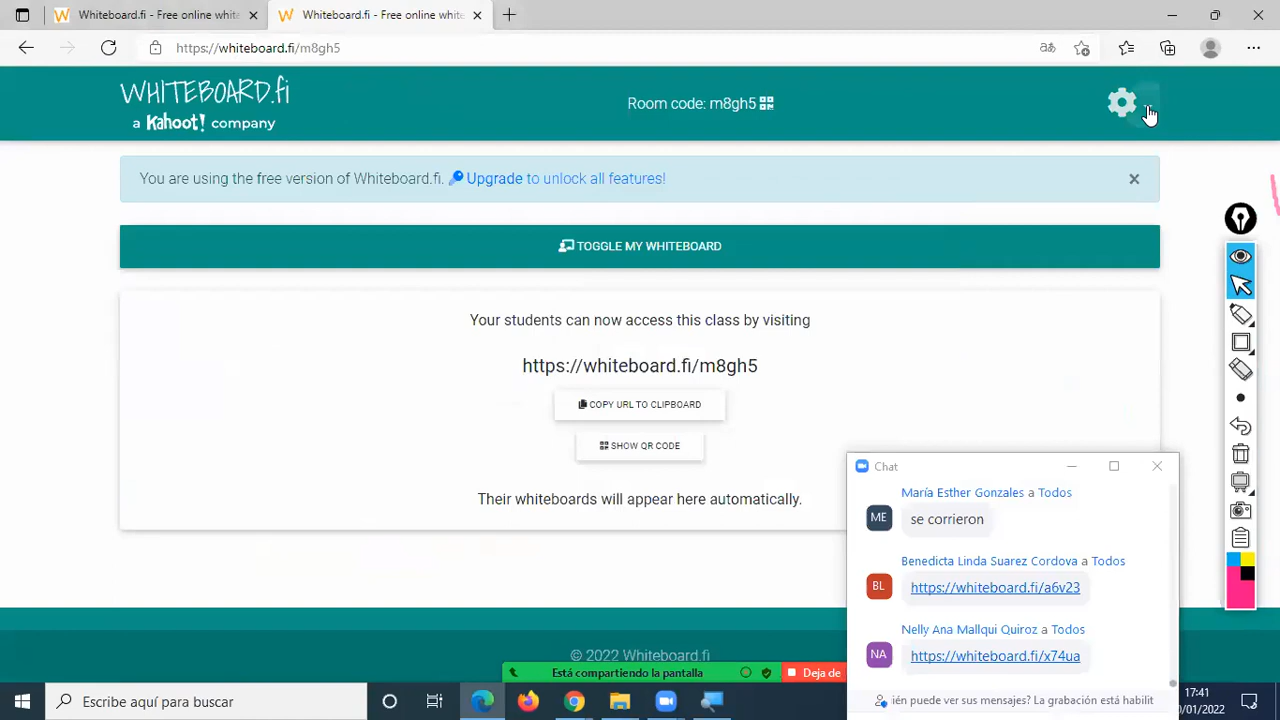 Whiteboard.fi - Free online white
Whiteboard.fi - Free online white
https://whiteboard.fi/m8gh5
WHITEBOARD.fi
a Kahoot! company
Room code: m8gh5
You are using the free version of Whiteboard.fi. Upgrade to unlock all features!
TOGGLE MY WHITEBOARD
Your students can now access this class by visiting
https://whiteboard.fi/m8gh5
COPY URL TO CLIPBOARD
SHOW QR CODE
Their whiteboards will appear here automatically.
Chat
María Esther Gonzales a Todos
ME
se corrieron
Benedicta Linda Suarez Cordova a Todos
BL
https://whiteboard.fi/a6v23
Nelly Ana Mallqui Quiroz a Todos
NA
https://whiteboard.fi/x74ua
ién puede ver sus mensajes? La grabación está habilit
© 2022 Whiteboard.fi
Está compartiendo la pantalla
Deja de
Escribe aquí para buscar
17:41
0/01/2022